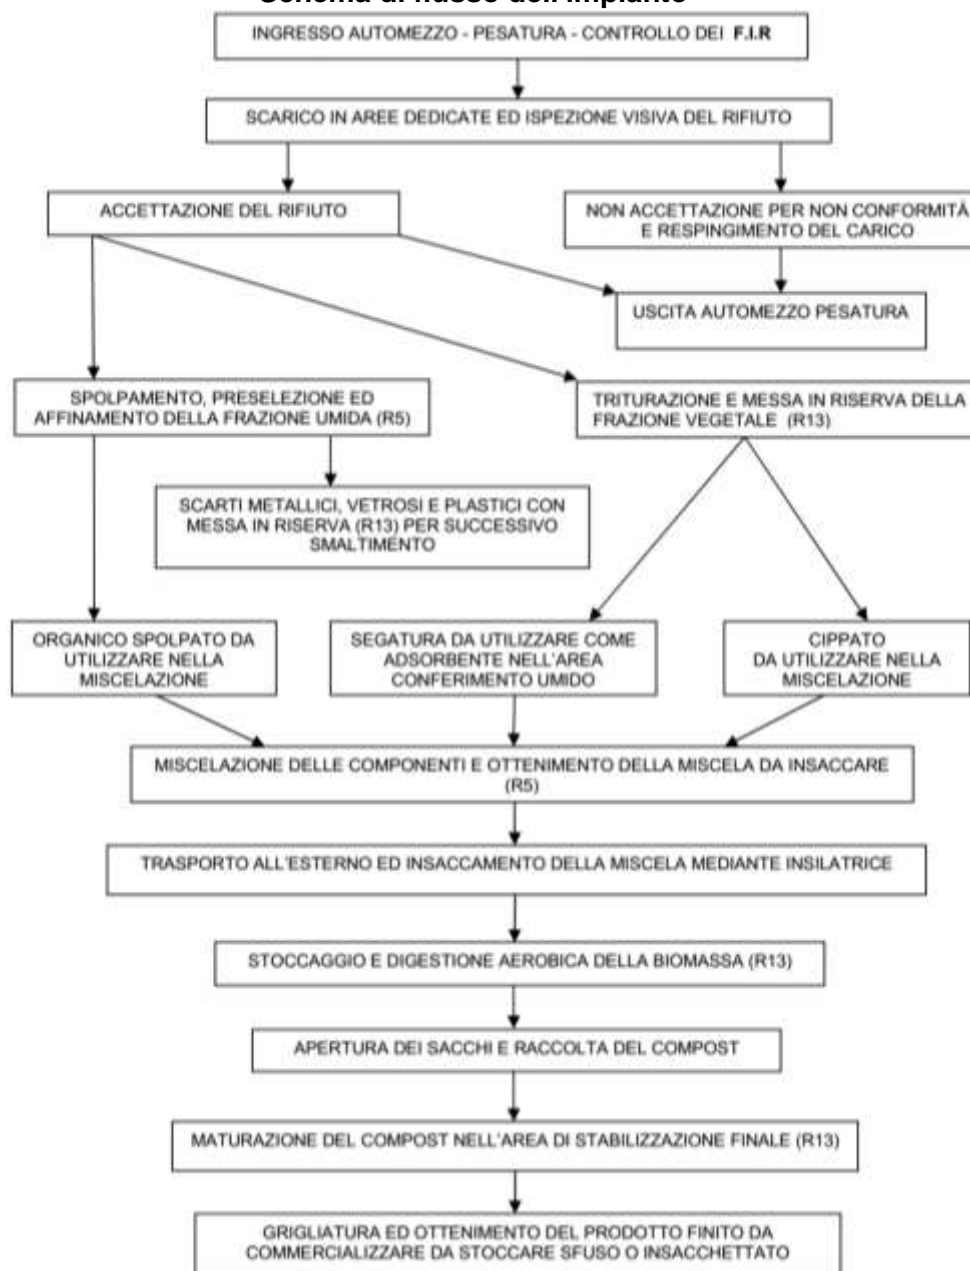 Schema di flusso dell'impianto
INGRESSO AUTOMEZZO - PESATURA - CONTROLLO DEI F.I.R
SCARICO IN AREE DEDICATE ED ISPEZIONE VISIVA DEL RIFIUTO
ACCETTAZIONE DEL RIFIUTO
NON ACCETTAZIONE PER NON CONFORMITÀ
E RESPINGIMENTO DEL CARICO
USCITA AUTOMEZZO PESATURA
SPOLPAMENTO, PRESELEZIONE ED
AFFINAMENTO DELLA FRAZIONE UMIDA (R5)
TRITURAZIONE E MESSA IN RISERVA DELLA
FRAZIONE VEGETALE (R13)
SCARTI METALLICI, VETROSI E PLASTICI CON
MESSA IN RISERVA (R13) PER SUCCESSIVO
SMALTIMENTO
ORGANICO SPOLPATO DA
UTILIZZARE NELLA
MISCELAZIONE
SEGATURA DA UTILIZZARE COME
ADSORBENTE NELL'AREA
CONFERIMENTO UMIDO
CIPPATO
DA UTILIZZARE NELLA
MISCELAZIONE
MISCELAZIONE DELLE COMPONENTI E OTTENIMENTO DELLA MISCELA DA INSACCARE
(R5)
TRASPORTO ALL'ESTERNO ED INSACCAMENTO DELLA MISCELA MEDIANTE INSILATRICE
STOCCAGGIO E DIGESTIONE AEROBICA DELLA BIOMASSA (R13)
APERTURA DEI SACCHI E RACCOLTA DEL COMPOST
MATURAZIONE DEL COMPOST NELL'AREA DI STABILIZZAZIONE FINALE (R13)
GRIGLIATURA ED OTTENIMENTO DEL PRODOTTO FINITO DA
COMMERCIALIZZARE DA STOCCARE SFUSO O INSACCHETTATO